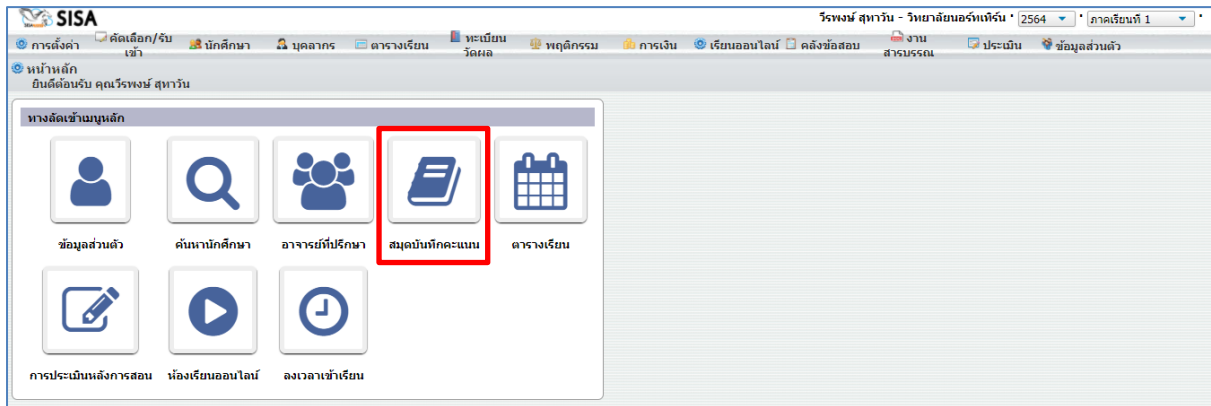 SISA
วีรพงษ์ สุทาวัน - วิทยาลัยนอร์ทเทิร์น • 2564 • ภาคเรียนที่ 1 •
การตั้งค่า คัดเลือก/รับเข้า นักศึกษา บุคลากร ตารางเรียน ทะเบียนวัดผล พฤติกรรม การเงิน เรียนออนไลน์ คลังข้อสอบ งานสารบรรณ ประเมิน ข้อมูลส่วนตัว
หน้าหลัก
ยินดีต้อนรับ คุณวีรพงษ์ สุทาวัน
ทางลัดเข้าเมนูหลัก
ข้อมูลส่วนตัว ค้นหานักศึกษา อาจารย์ที่ปรึกษา สมุดบันทึกคะแนน ตารางเรียน
การประเมินหลังการสอน ห้องเรียนออนไลน์ ลงเวลาเข้าเรียน